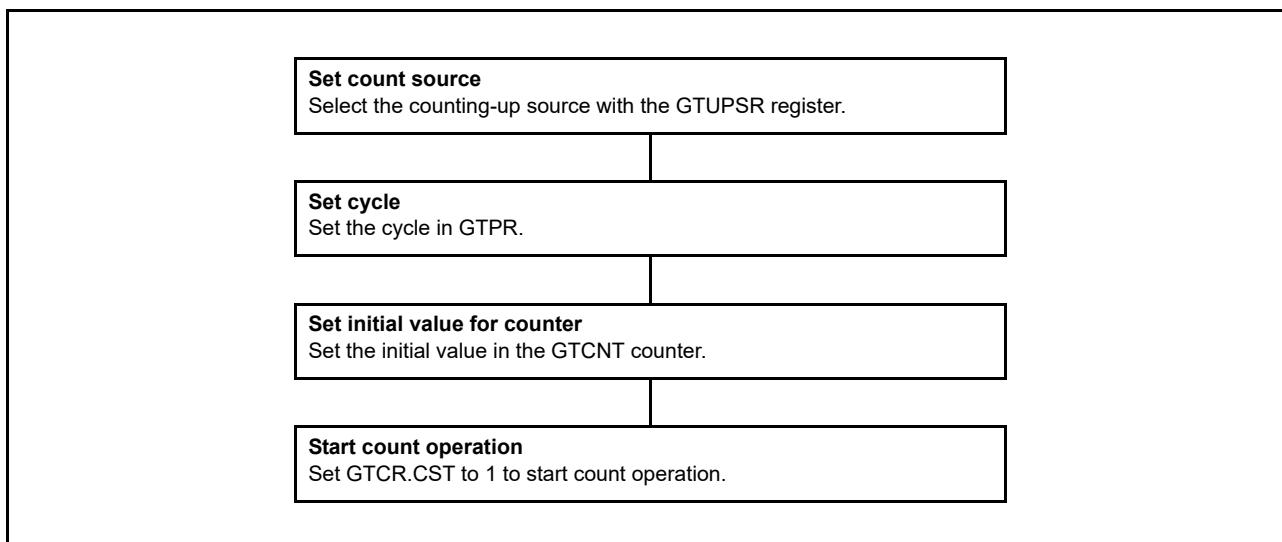 Set count source
Select the counting-up source with the GTUPSR register.
Set cycle
Set the cycle in GTPR.
Set initial value for counter
Set the initial value in the GTCNT counter.
Start count operation
Set GTCR.CST to 1 to start count operation.